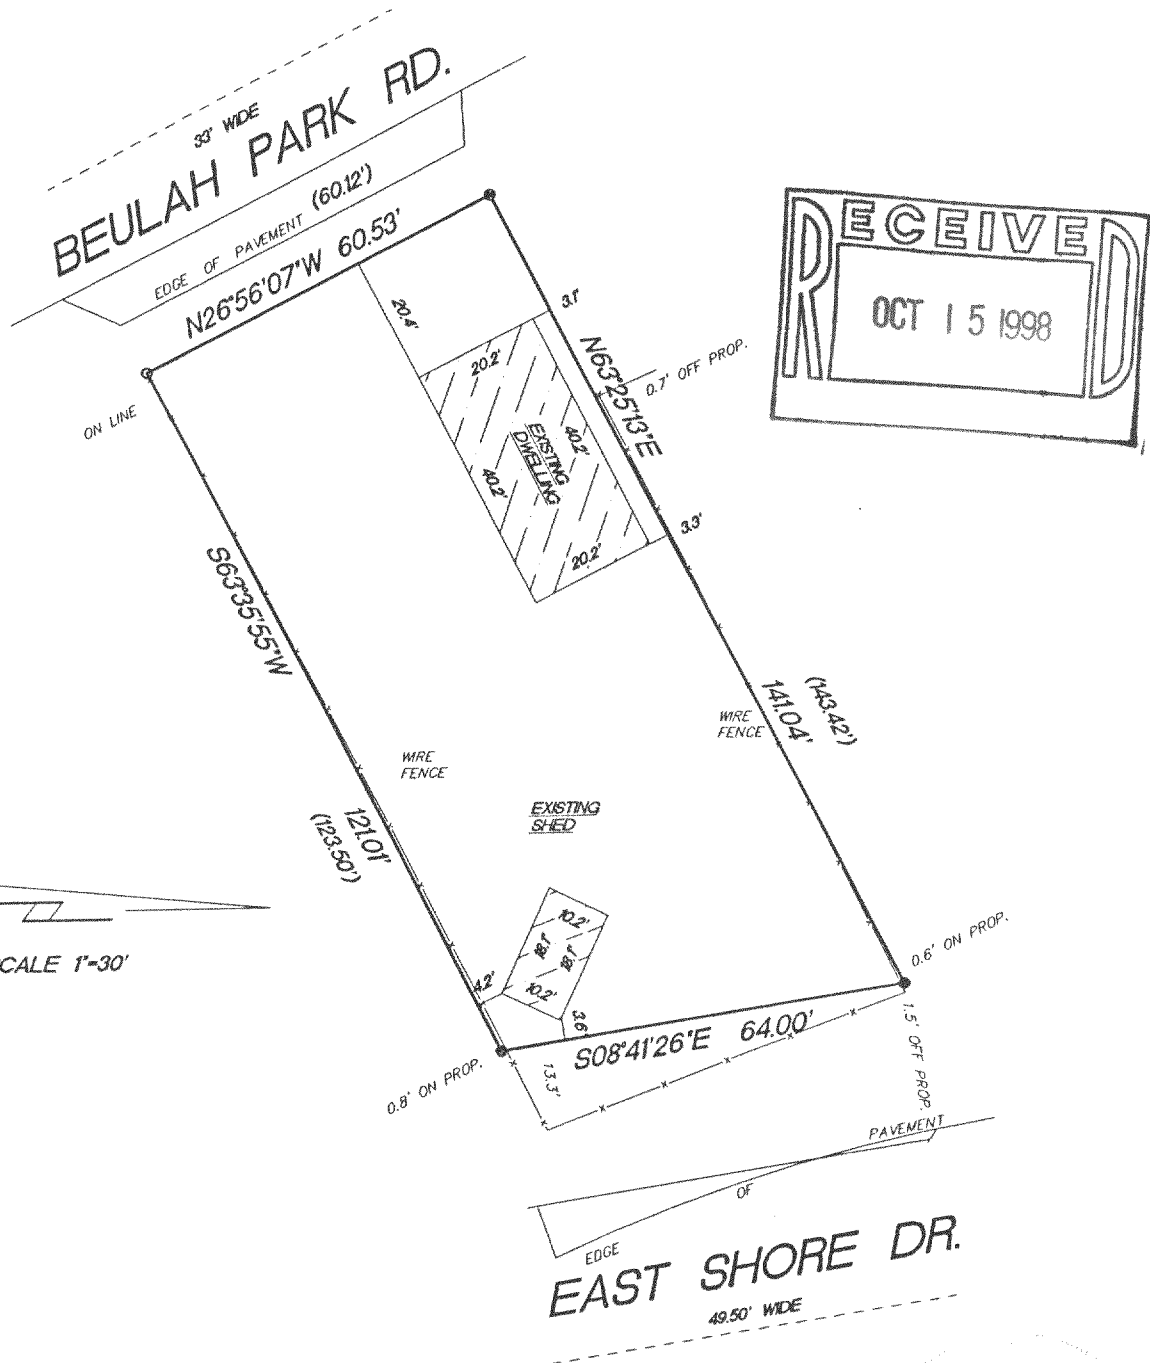 33' WIDE
BEULAH PARK RD.
EDGE OF PAVEMENT (60.12')
N26°56'07"W 60.53'
RECEIVED
OCT 15 1998
20.4'
3.1'
20.2'
N63°25'13"E
0.7' OFF PROP.
ON LINE
EXISTING
DWELLING
40.2'
40.2'
20.2'
3.3'
S63°35'55"W
141.04'
(143.42')
WIRE
FENCE
WIRE
FENCE
121.01'
(123.50')
EXISTING
SHED
CALE 1"=30'
10.2'
18.1'
18.1'
10.2'
4.2'
3.6'
0.6' ON PROP.
S08°41'26"E 64.00'
0.8' ON PROP.
13.3'
1.5' OFF PROP.
EDGE OF PAVEMENT
EAST SHORE DR.
49.50' WIDE